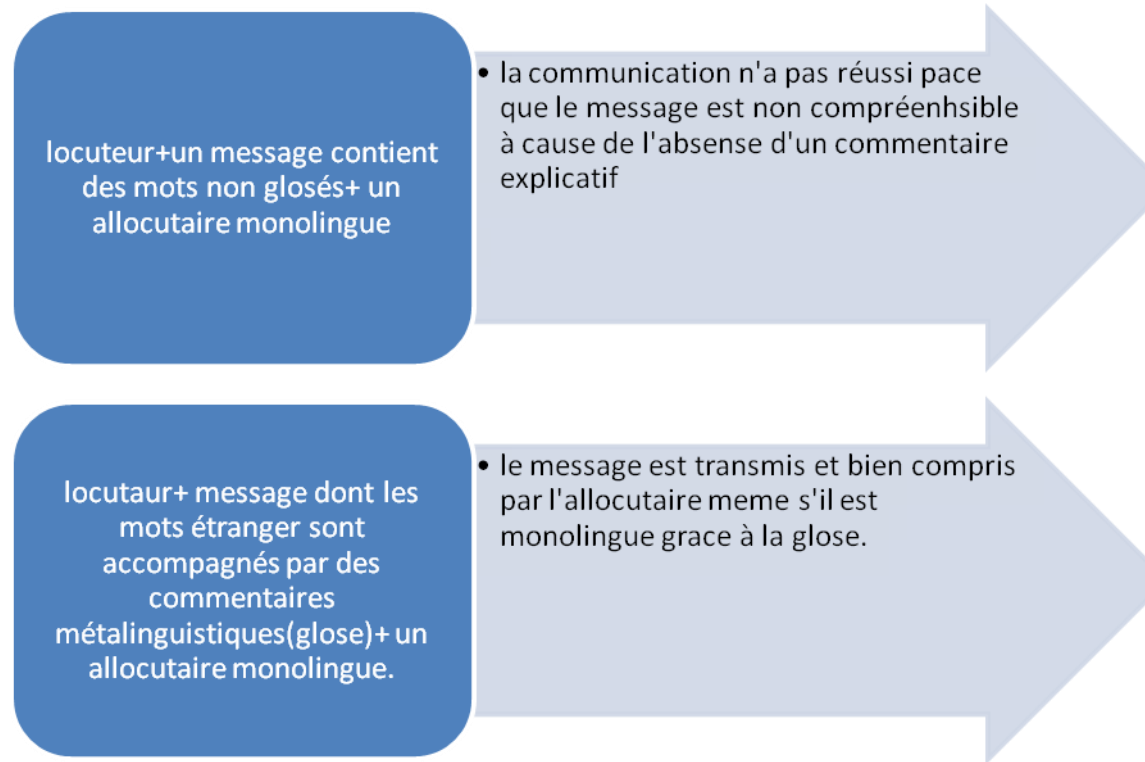 locuteur+un message contient
des mots non glosés+ un
allocutaire monolingue
• la communication n'a pas réussi pace
que le message est non compréenhsible
à cause de l'absense d'un commentaire
explicatif
locutaur+ message dont les
mots étranger sont
accompagnés par des
commentaires
métalinguistiques(glose)+ un
allocutaire monolingue.
• le message est transmis et bien compris
par l'allocutaire meme s'il est
monolingue grace à la glose.